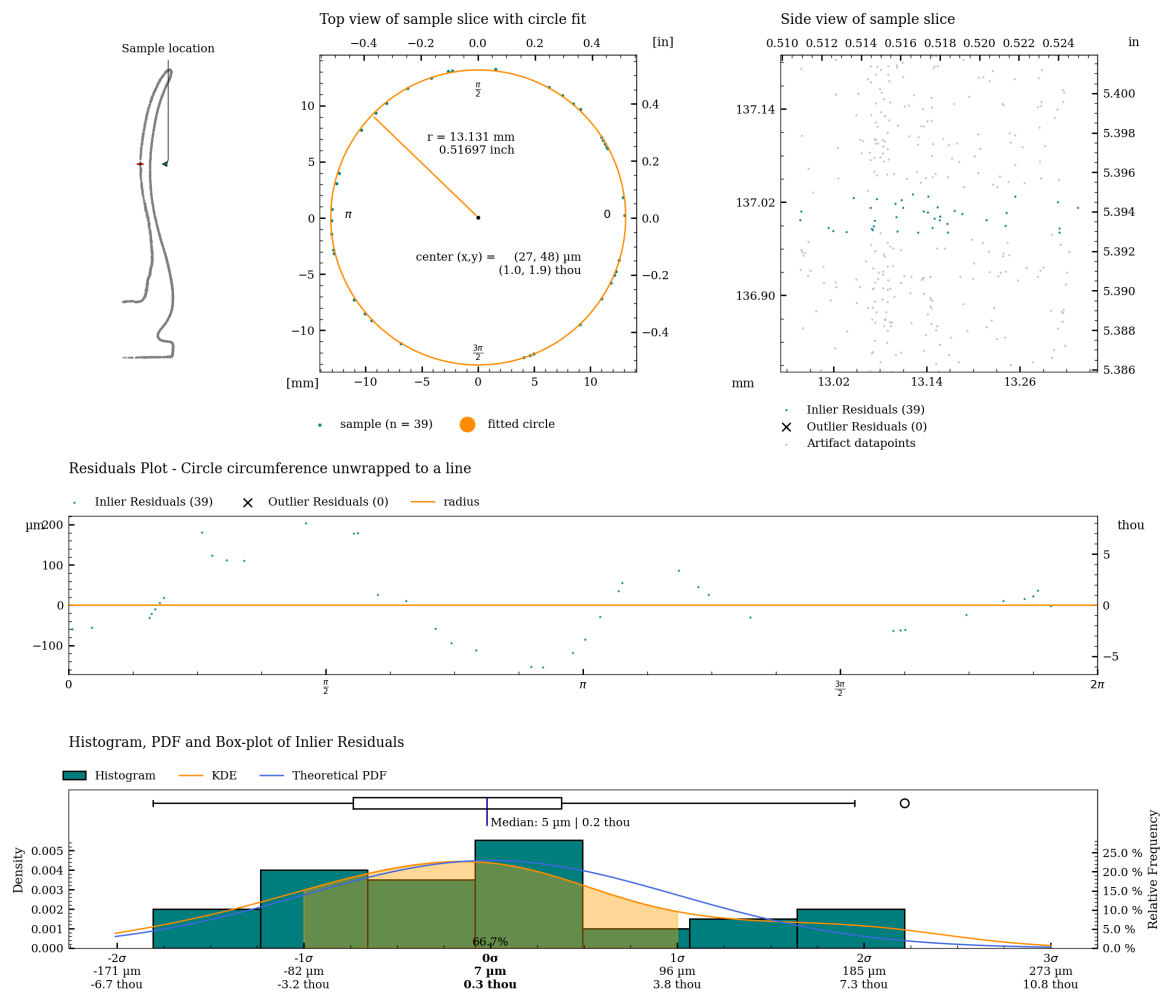 Sample location
Top view of sample slice with circle fit
−0.4 −0.2 0.0 0.2 0.4 [in]
10
5
0
−5
−10
0.4
0.2
0.0
−0.2
−0.4
π/2
r = 13.131 mm
0.51697 inch
π 0
center (x,y) = (27, 48) µm
(1.0, 1.9) thou
3π/2
[mm] −10 −5 0 5 10
sample (n = 39) fitted circle
Side view of sample slice
0.510 0.512 0.514 0.516 0.518 0.520 0.522 0.524 in
137.14
137.02
136.90
5.400
5.398
5.396
5.394
5.392
5.390
5.388
5.386
mm 13.02 13.14 13.26
Inlier Residuals (39)
Outlier Residuals (0)
Artifact datapoints
Residuals Plot - Circle circumference unwrapped to a line
Inlier Residuals (39) Outlier Residuals (0) radius
µm thou
200
100
0
−100
5
0
−5
0 π/2 π 3π/2 2π
Histogram, PDF and Box-plot of Inlier Residuals
Histogram KDE Theoretical PDF
Median: 5 µm | 0.2 thou
Density
0.005
0.004
0.003
0.002
0.001
0.000
Relative Frequency
25.0 %
20.0 %
15.0 %
10.0 %
5.0 %
0.0 %
66.7%
-2σ -1σ 0σ 1σ 2σ 3σ
-171 µm -82 µm 7 µm 96 µm 185 µm 273 µm
-6.7 thou -3.2 thou 0.3 thou 3.8 thou 7.3 thou 10.8 thou